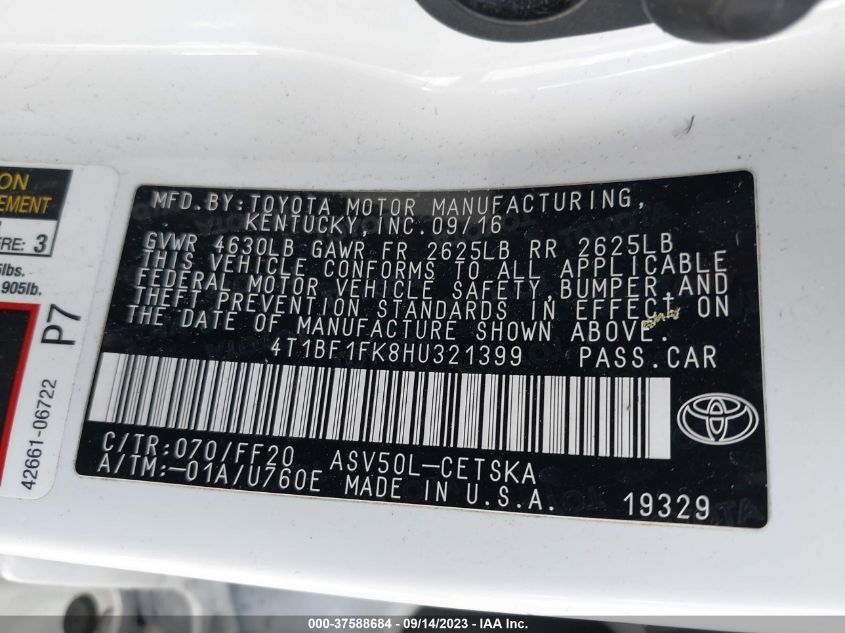 MFD. BY: TOYOTA MOTOR MANUFACTURING,
KENTUCKY, INC. 09/16
GVWR 4630LB GAWR FR 2625LB RR 2625LB
THIS VEHICLE CONFORMS TO ALL APPLICABLE
FEDERAL MOTOR VEHICLE SAFETY, BUMPER, AND
THEFT PREVENTION STANDARDS IN EFFECT ON
THE DATE OF MANUFACTURE SHOWN ABOVE.
4T1BF1FK8HU321399 PASS.CAR
C/TR: 070/FF20 ASV50L-CETSKA
A/TM:-01A/U760E MADE IN U.S.A. 19329
ON
EMENT
RE: 3
lbs.
905lb.
P7
42661-06722
000-37588684 - 09/14/2023 - IAA Inc.